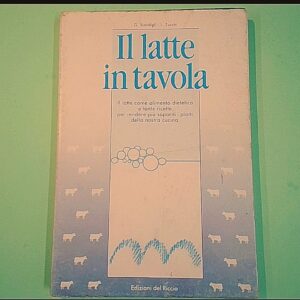 Il latte
in tavola
il latte come alimento dietetico
e tante ricette
per rendere più saporiti i piatti
della nostra cucina
Edizioni del Riccio